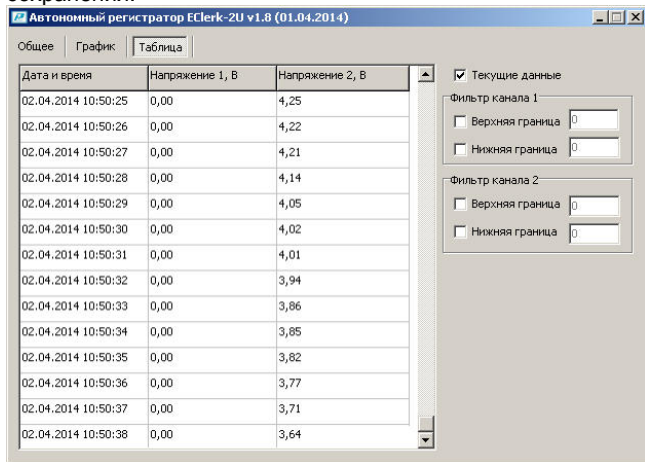 Автономный регистратор EClerk-2U v1.8 (01.04.2014)
Общее График Таблица
Дата и время Напряжение 1, В Напряжение 2, В
02.04.2014 10:50:25 0,00 4,25
02.04.2014 10:50:26 0,00 4,22
02.04.2014 10:50:27 0,00 4,21
02.04.2014 10:50:28 0,00 4,14
02.04.2014 10:50:29 0,00 4,05
02.04.2014 10:50:30 0,00 4,02
02.04.2014 10:50:31 0,00 4,01
02.04.2014 10:50:32 0,00 3,94
02.04.2014 10:50:33 0,00 3,86
02.04.2014 10:50:34 0,00 3,85
02.04.2014 10:50:35 0,00 3,82
02.04.2014 10:50:36 0,00 3,77
02.04.2014 10:50:37 0,00 3,71
02.04.2014 10:50:38 0,00 3,64
Текущие данные
Фильтр канала 1
Верхняя граница 0
Нижняя граница 0
Фильтр канала 2
Верхняя граница 0
Нижняя граница 0